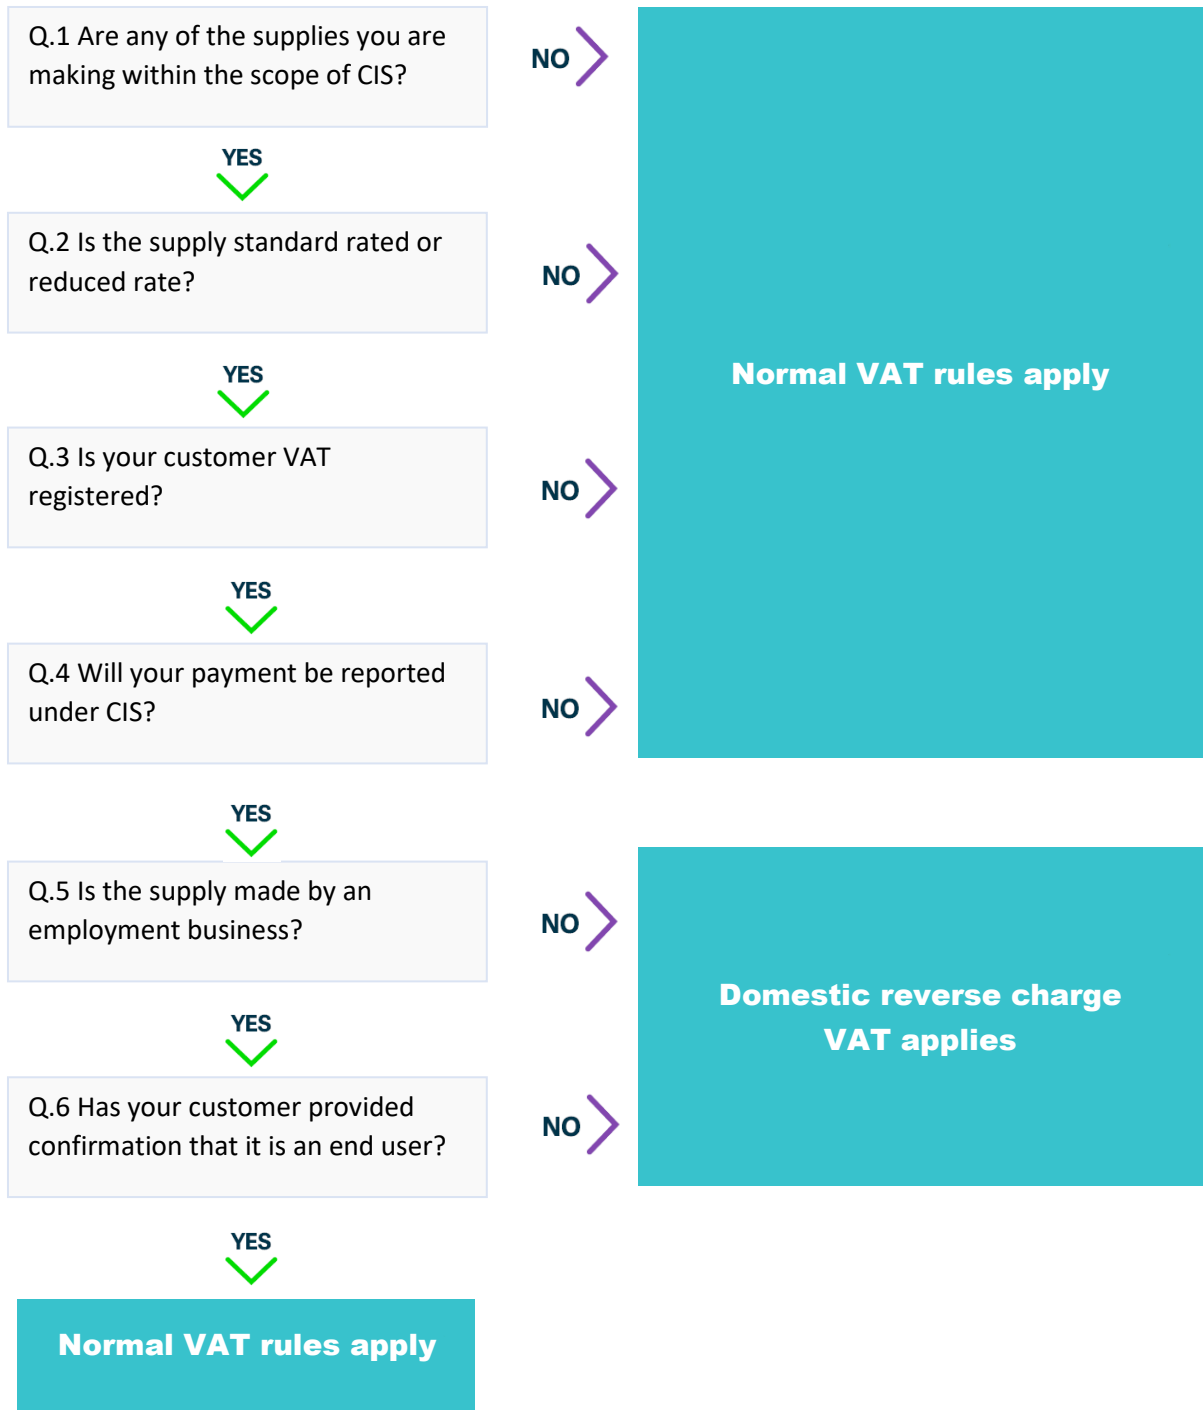 Q.1 Are any of the supplies you are
making within the scope of CIS?
NO
YES
Q.2 Is the supply standard rated or
reduced rate?
NO
Normal VAT rules apply
YES
Q.3 Is your customer VAT
registered?
NO
YES
Q.4 Will your payment be reported
under CIS?
NO
YES
Q.5 Is the supply made by an
employment business?
NO
Domestic reverse charge
VAT applies
YES
Q.6 Has your customer provided
confirmation that it is an end user?
NO
YES
Normal VAT rules apply